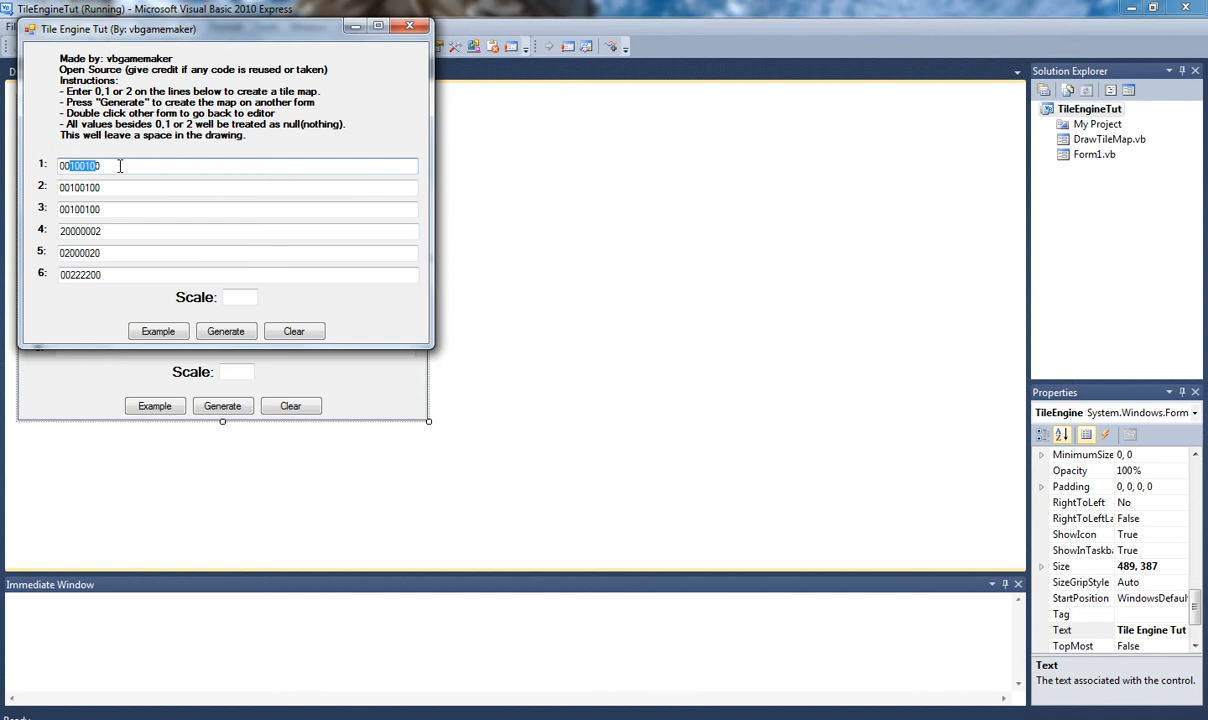 TileEngineTut (Running) - Microsoft Visual Basic 2010 Express
Tile Engine Tut (By: vbgamemaker)
Made by: vbgamemaker
Open Source (give credit if any code is reused or taken)
Instructions:
- Enter 0,1 or 2 on the lines below to create a tile map.
- Press "Generate" to create the map on another form
- Double click other form to go back to editor
- All values besides 0,1 or 2 well be treated as null(nothing).
This well leave a space in the drawing.
1: 00100100
2: 00100100
3: 00100100
4: 20000002
5: 02000020
6: 00222200
Scale:
Example Generate Clear
Scale:
Example Generate Clear
Solution Explorer
TileEngineTut
My Project
DrawTileMap.vb
Form1.vb
Properties
TileEngine System.Windows.Form
MinimumSize 0, 0
Opacity 100%
Padding 0, 0, 0, 0
RightToLeft No
RightToLeftLa False
ShowIcon True
ShowInTaskba True
Size 489, 387
SizeGripStyle Auto
StartPosition WindowsDefaul
Tag
Text Tile Engine Tut
TopMost False
Text
The text associated with the control.
Immediate Window